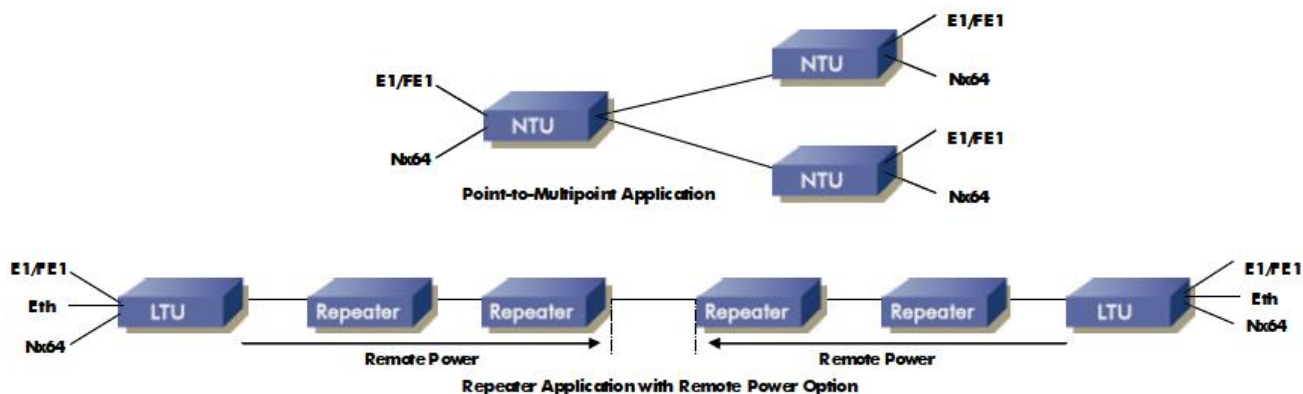 E1/FE1
NTU
Nx64
E1/FE1
NTU
Nx64
E1/FE1
NTU
Nx64
Point-to-Multipoint Application
E1/FE1
Eth
Nx64
LTU
Repeater
Repeater
Repeater
Repeater
LTU
E1/FE1
Eth
Nx64
Remote Power
Remote Power
Repeater Application with Remote Power Option